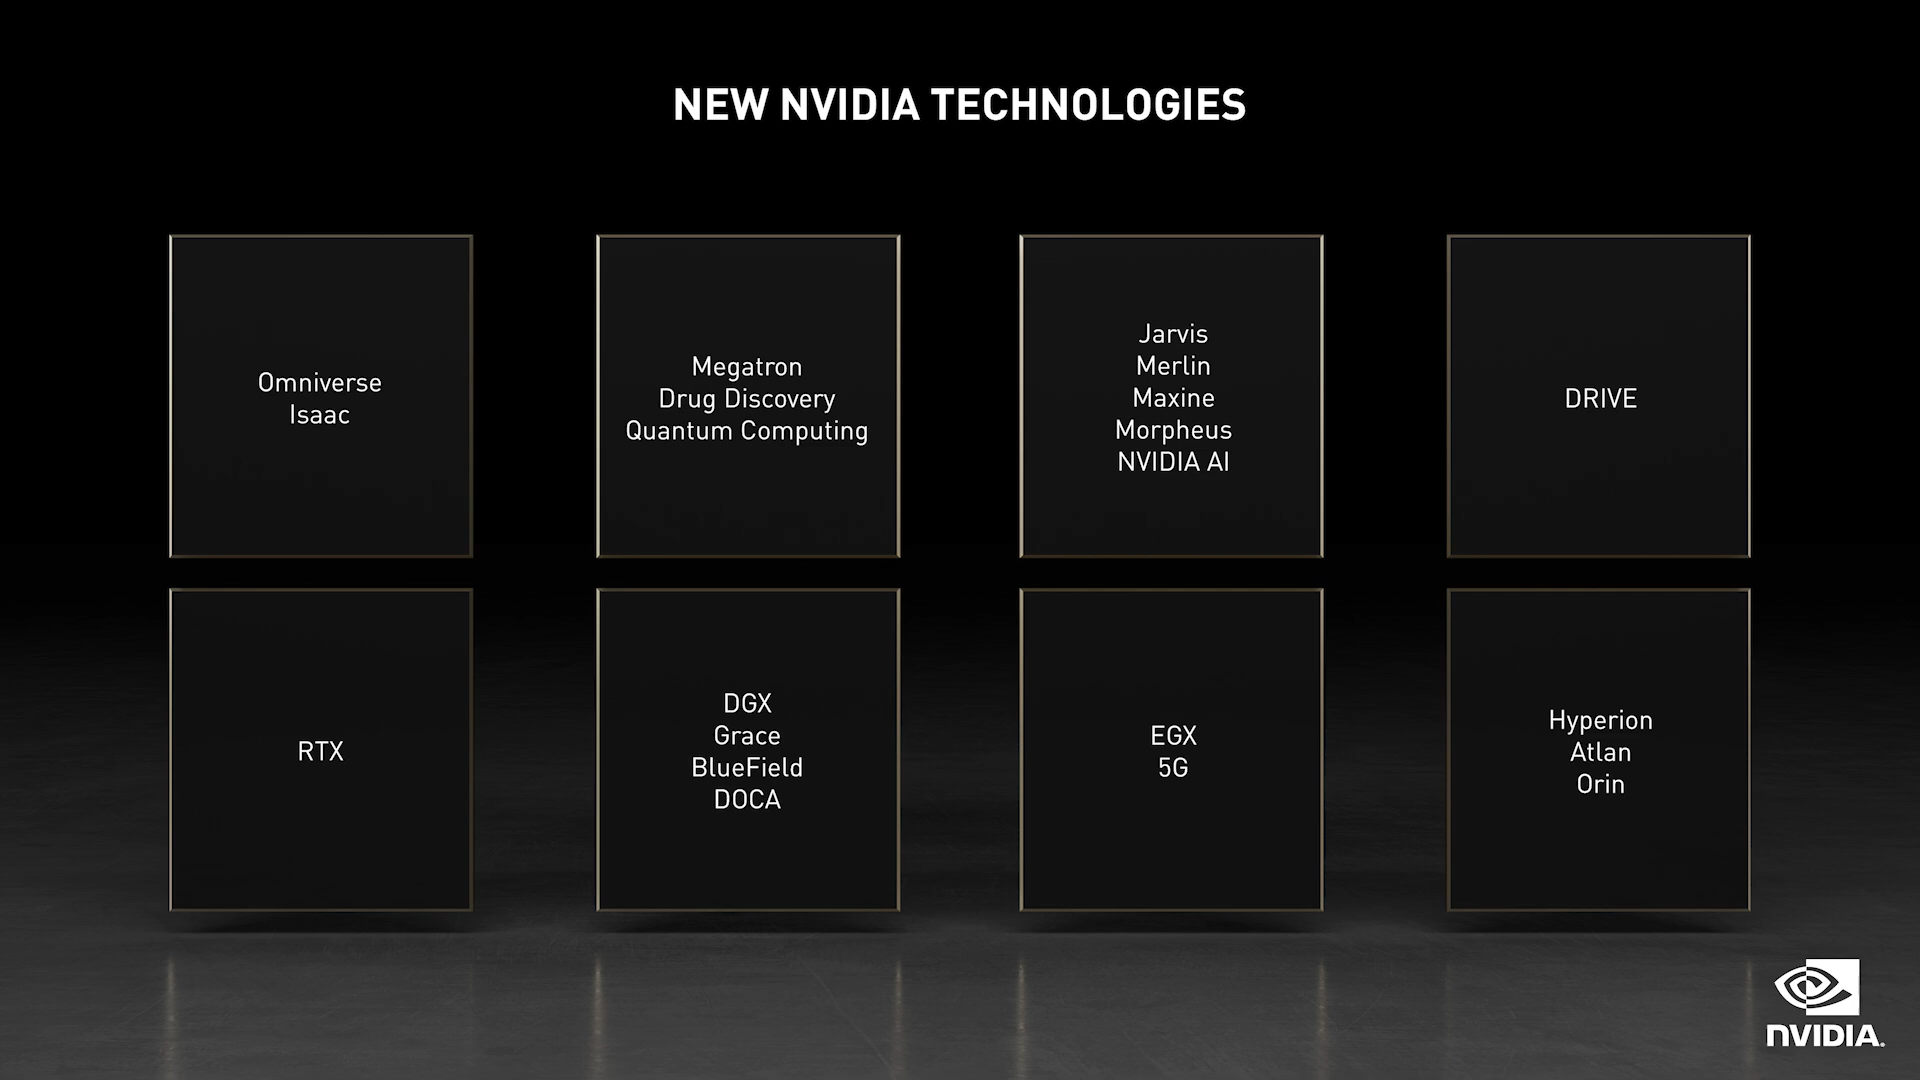 NEW NVIDIA TECHNOLOGIES
Omniverse
Isaac
Megatron
Drug Discovery
Quantum Computing
Jarvis
Merlin
Maxine
Morpheus
NVIDIA AI
DRIVE
RTX
DGX
Grace
BlueField
DOCA
EGX
5G
Hyperion
Atlan
Orin
NVIDIA.